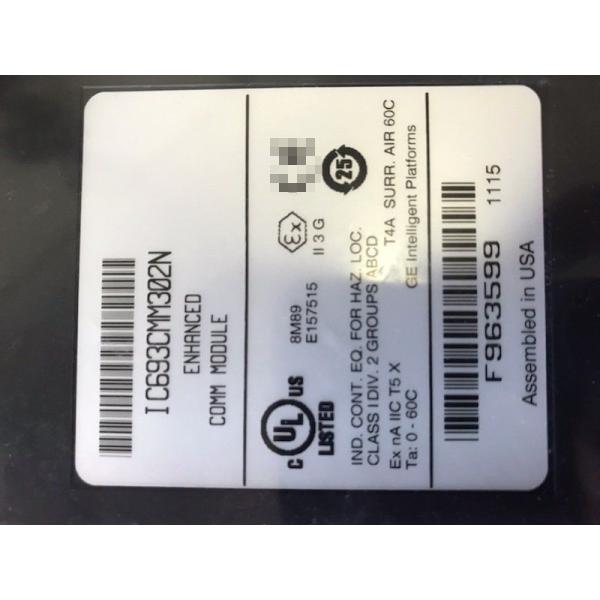 IC693CMM302N
ENHANCED
COMM MODULE
C UL US
LISTED
8M89
E157515
Ex
II 3 G
25
IND. CONT. EQ. FOR HAZ. LOC.
CLASS I DIV. 2 GROUPS ABCD
Ex nA IIC T5 X
Ta: 0 - 60C
T4A SURR. AIR 60C
GE Intelligent Platforms
F963599
1115
Assembled in USA